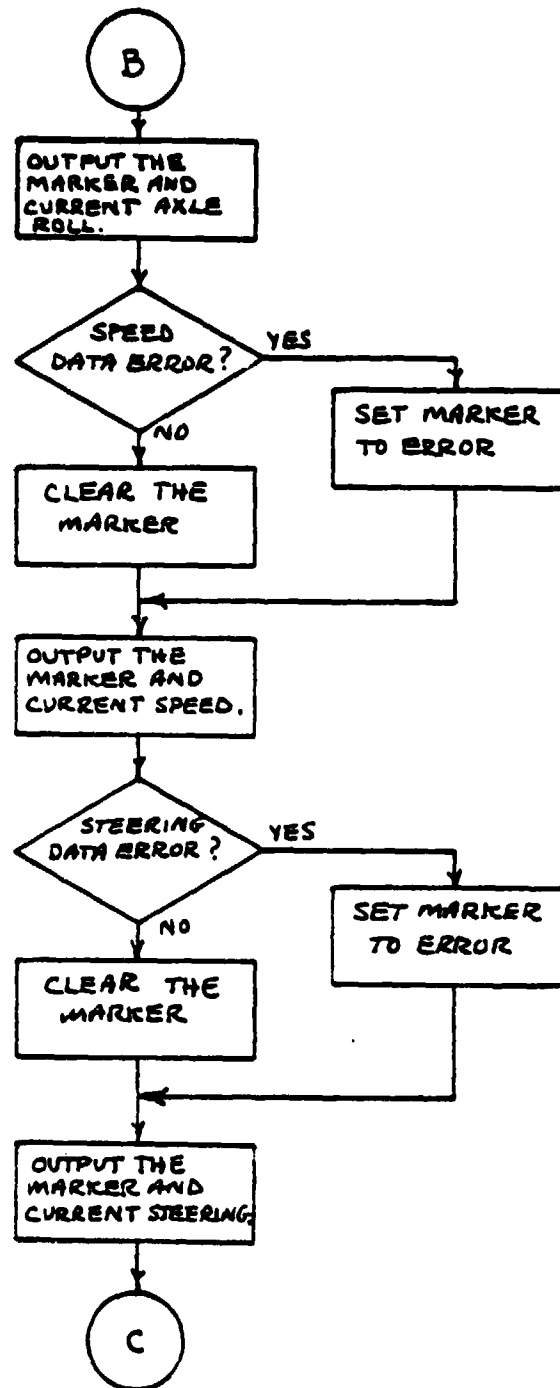 B
OUTPUT THE
MARKER AND
CURRENT AXLE
ROLL.
SPEED
DATA ERROR?
YES
NO
SET MARKER
TO ERROR
CLEAR THE
MARKER
OUTPUT THE
MARKER AND
CURRENT SPEED.
STEERING
DATA ERROR?
YES
NO
SET MARKER
TO ERROR
CLEAR THE
MARKER
OUTPUT THE
MARKER AND
CURRENT STEERING.
C